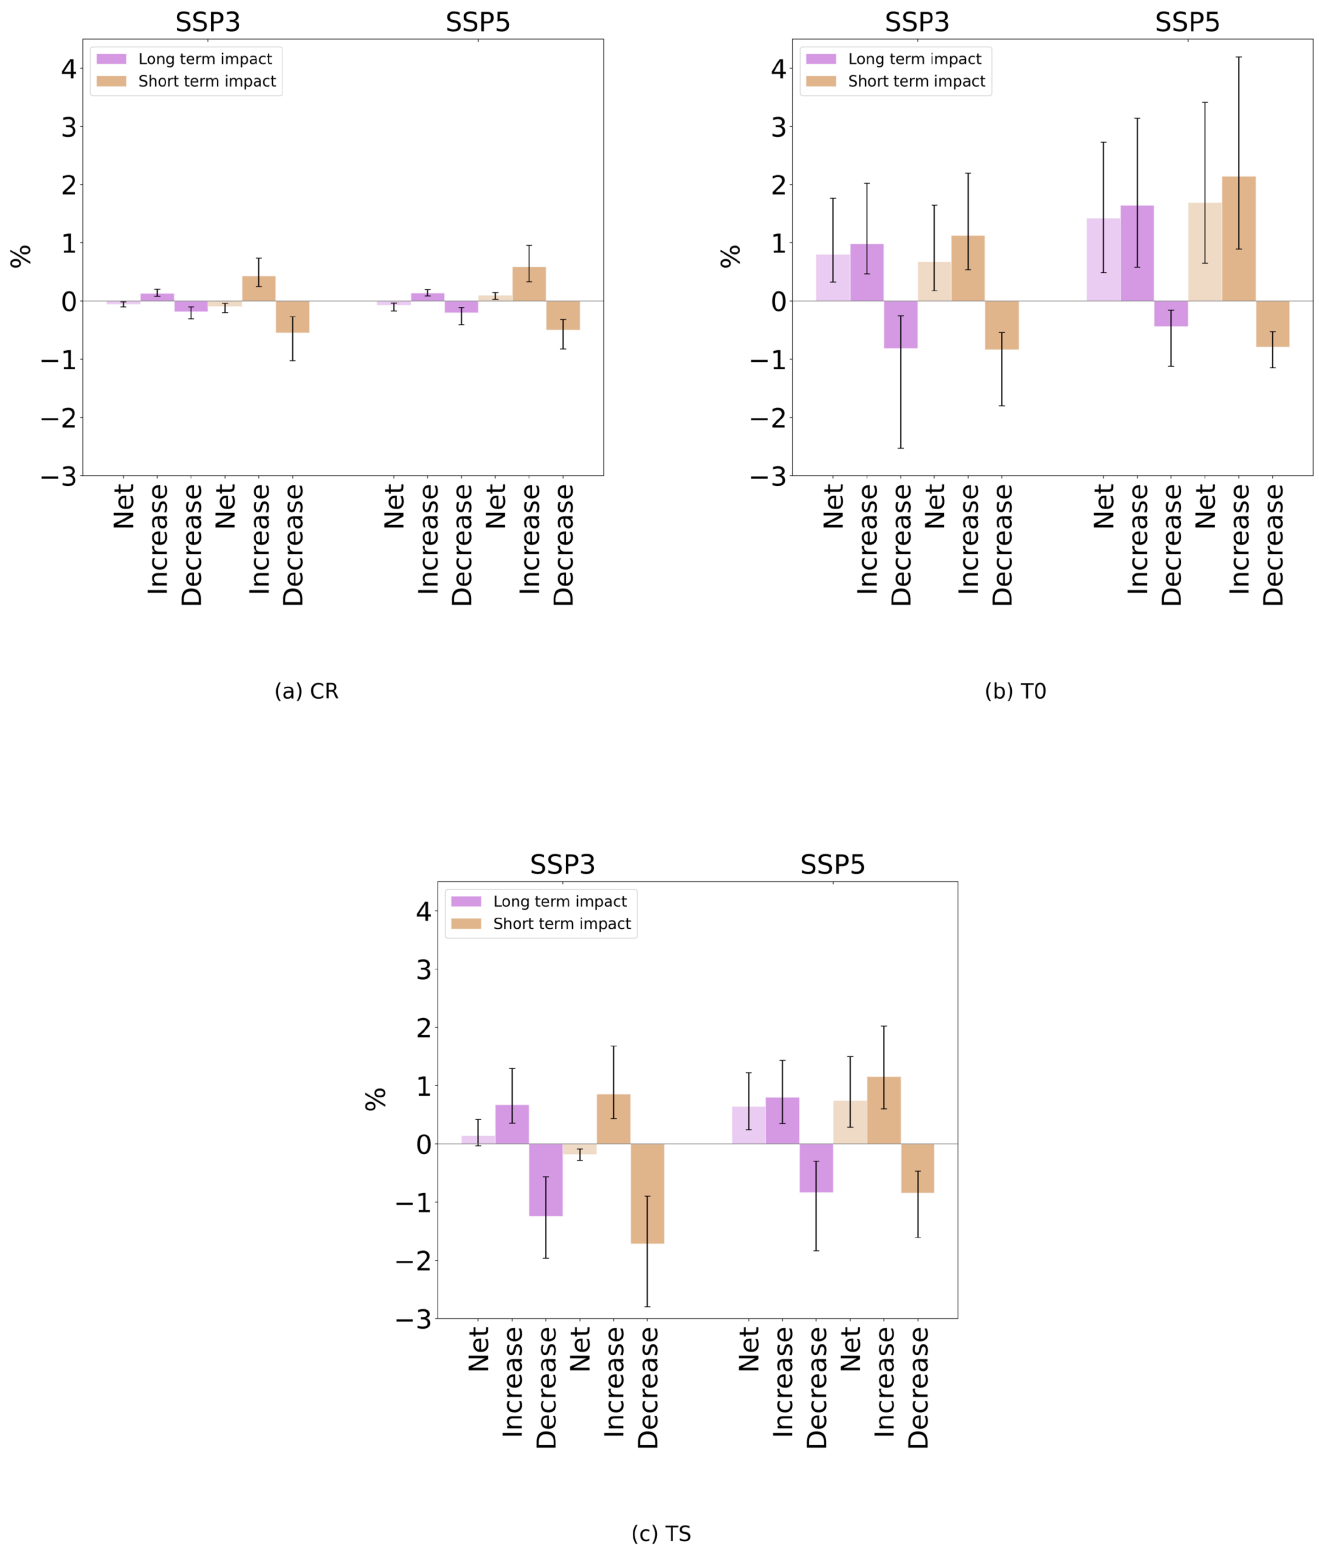 SSP3 SSP5
Long term impact
Short term impact
4
3
2
1
0
−1
−2
−3
%
Net Increase Decrease Net Increase Decrease Net Increase Decrease Net Increase Decrease
(a) CR
SSP3 SSP5
Long term impact
Short term impact
4
3
2
1
0
−1
−2
−3
%
Net Increase Decrease Net Increase Decrease Net Increase Decrease Net Increase Decrease
(b) T0
SSP3 SSP5
Long term impact
Short term impact
4
3
2
1
0
−1
−2
−3
%
Net Increase Decrease Net Increase Decrease Net Increase Decrease Net Increase Decrease
(c) TS